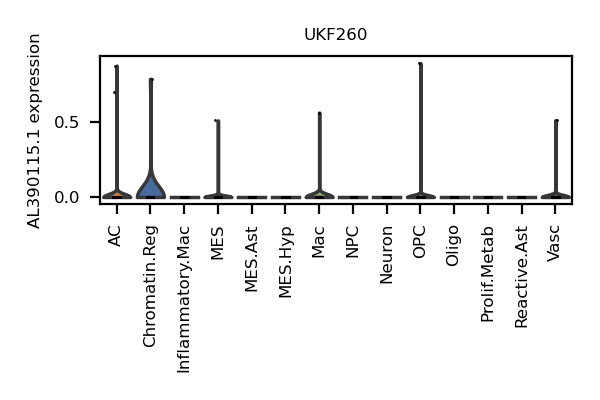 UKF260
AL390115.1 expression
0.5
0.0
AC
Chromatin.Reg
Inflammatory.Mac
MES
MES.Ast
MES.Hyp
Mac
NPC
Neuron
OPC
Oligo
Prolif.Metab
Reactive.Ast
Vasc